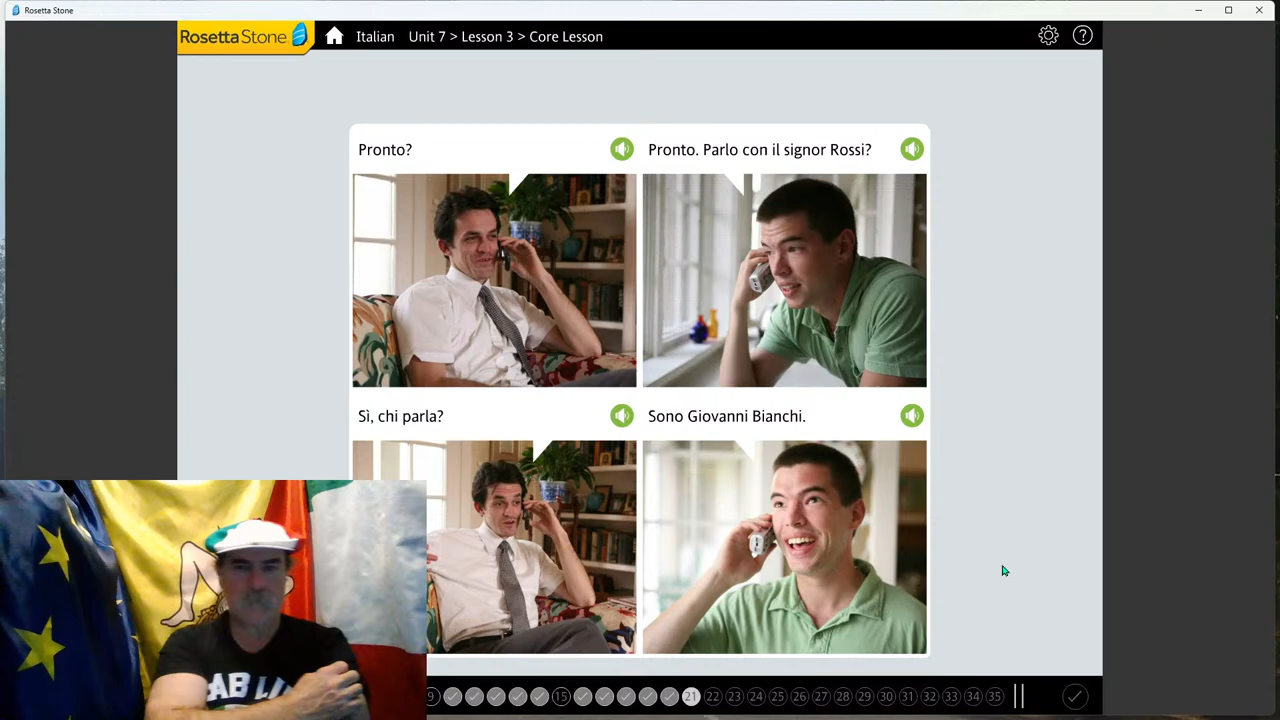 Rosetta Stone
RosettaStone
Italian
Unit 7 > Lesson 3 > Core Lesson
Pronto?
Pronto. Parlo con il signor Rossi?
Sì, chi parla?
Sono Giovanni Bianchi.
9 15 21 22 23 24 25 26 27 28 29 30 31 32 33 34 35